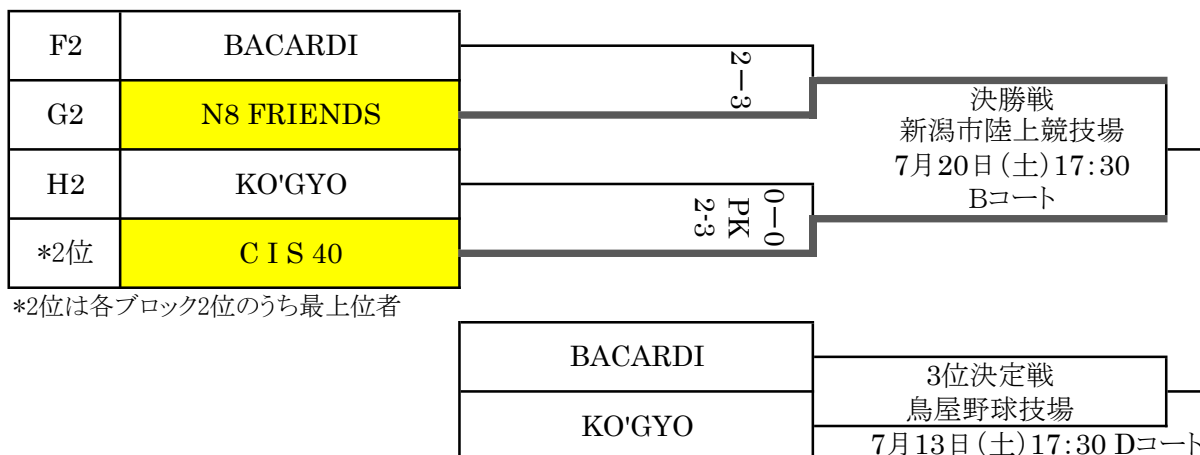 F2 BACARDI
2－3
G2 N8 FRIENDS
決勝戦
新潟市陸上競技場
7月20日(土)17:30
Bコート
H2 KO'GYO
0－0
PK
2-3
*2位 C I S 40
*2位は各ブロック2位のうち最上位者
BACARDI
3位決定戦
鳥屋野球技場
KO'GYO
7月13日(土)17:30 Dコート